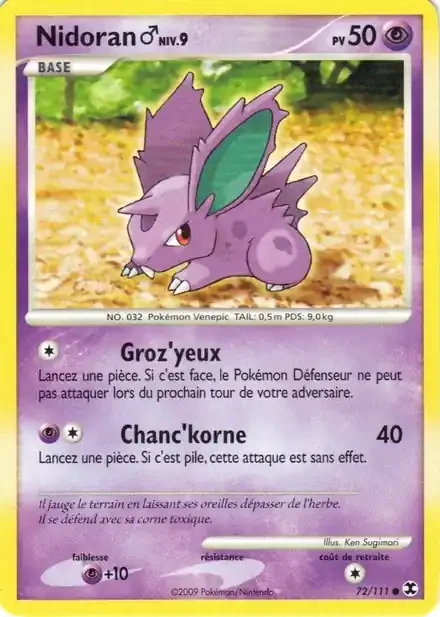 Nidoran♂ NIV.9 PV 50
BASE
NO. 032 Pokémon Venepic TAIL: 0,5 m PDS: 9,0 kg
Groz'yeux
Lancez une pièce. Si c'est face, le Pokémon Défenseur ne peut
pas attaquer lors du prochain tour de votre adversaire.
Chanc'korne 40
Lancez une pièce. Si c'est pile, cette attaque est sans effet.
Il jauge le terrain en laissant ses oreilles dépasser de l'herbe.
Il se défend avec sa corne toxique.
Illus. Ken Sugimori
faiblesse résistance coût de retraite
+10
©2009 Pokémon/Nintendo 72/111